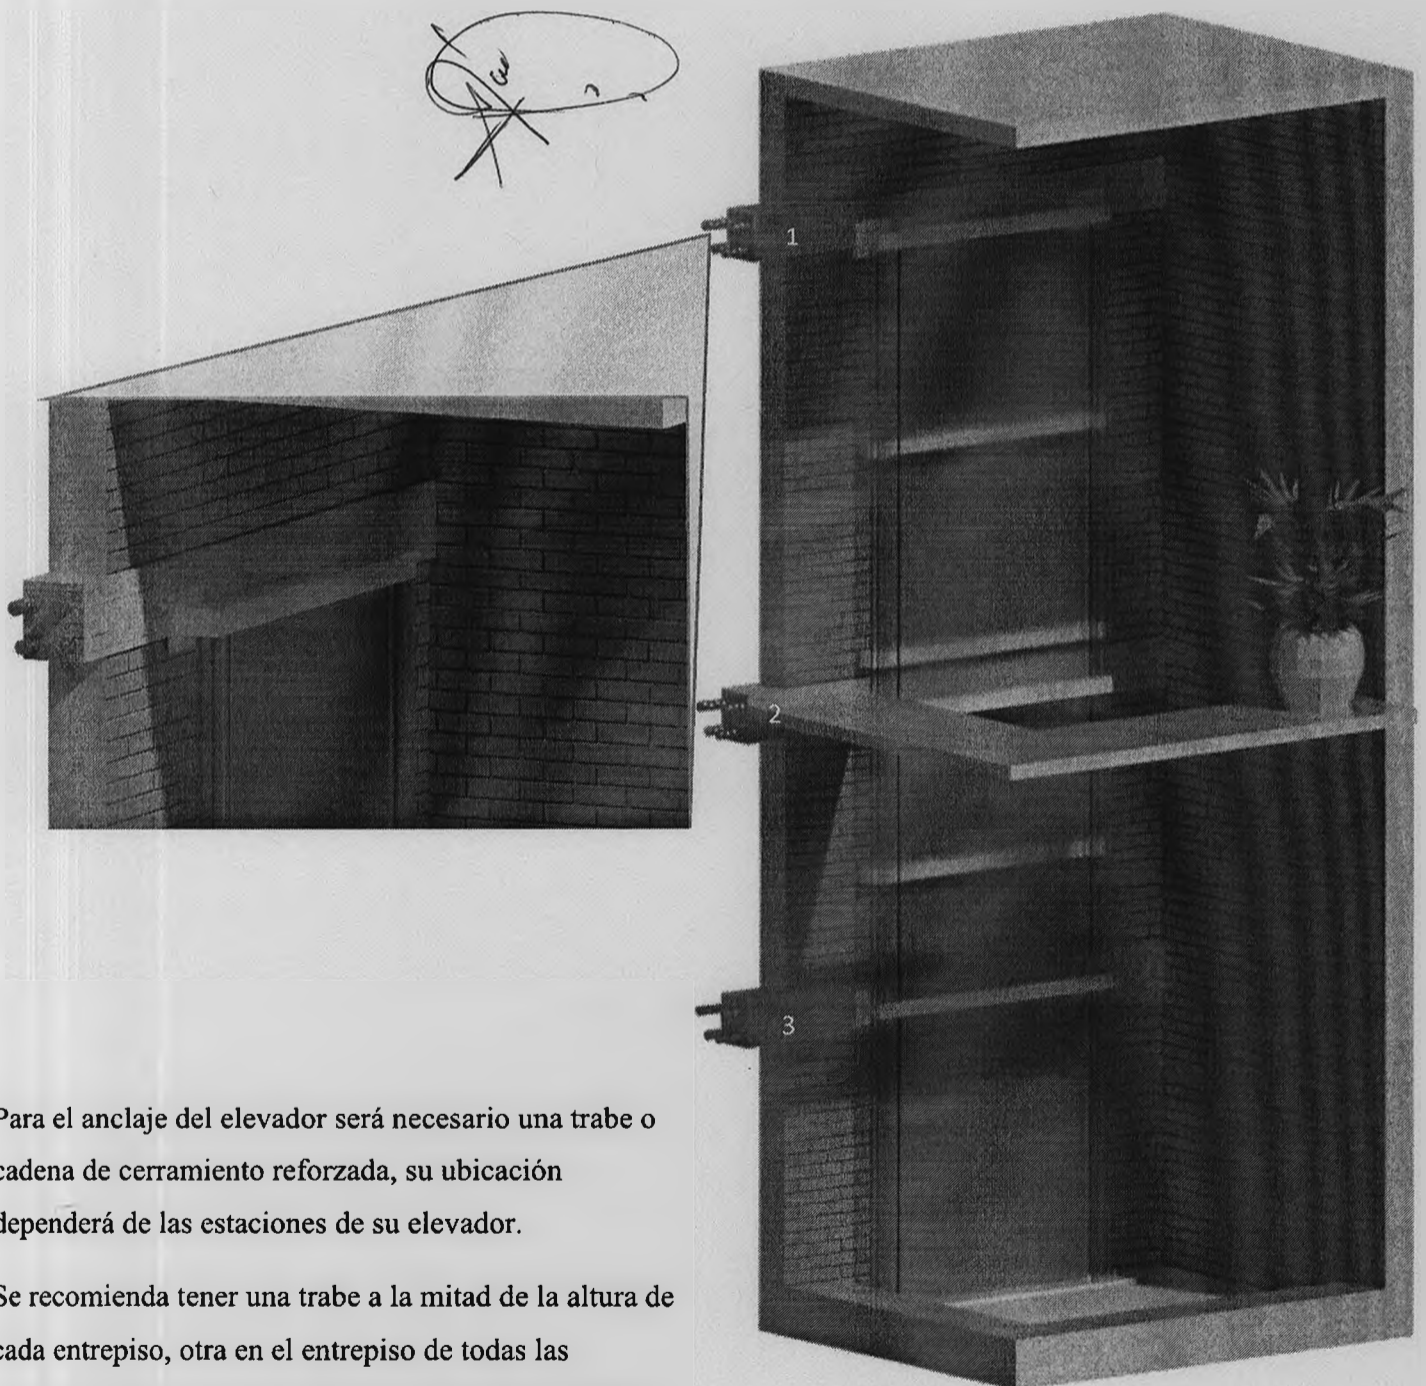 1
2
3
Para el anclaje del elevador será necesario una trabe o
cadena de cerramiento reforzada, su ubicación
dependerá de las estaciones de su elevador.
Se recomienda tener una trabe a la mitad de la altura de
cada entrepiso, otra en el entrepiso de todas las